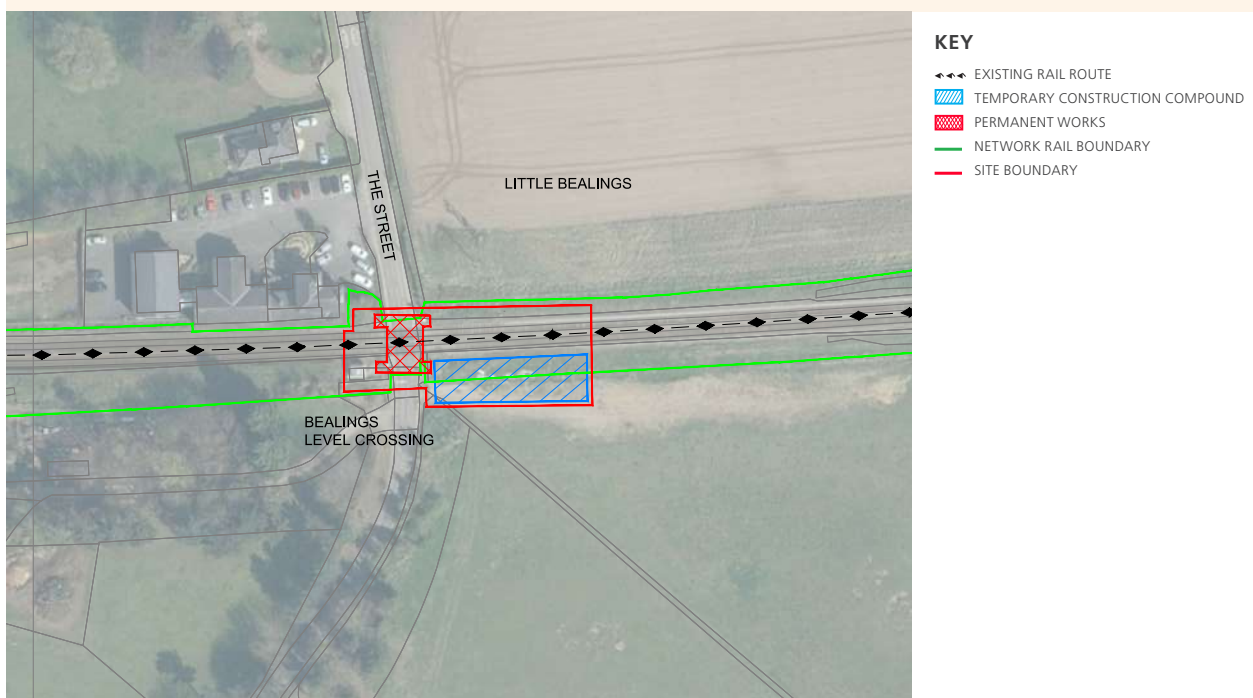 KEY
EXISTING RAIL ROUTE
TEMPORARY CONSTRUCTION COMPOUND
PERMANENT WORKS
NETWORK RAIL BOUNDARY
SITE BOUNDARY
THE STREET
LITTLE BEALINGS
BEALINGS
LEVEL CROSSING